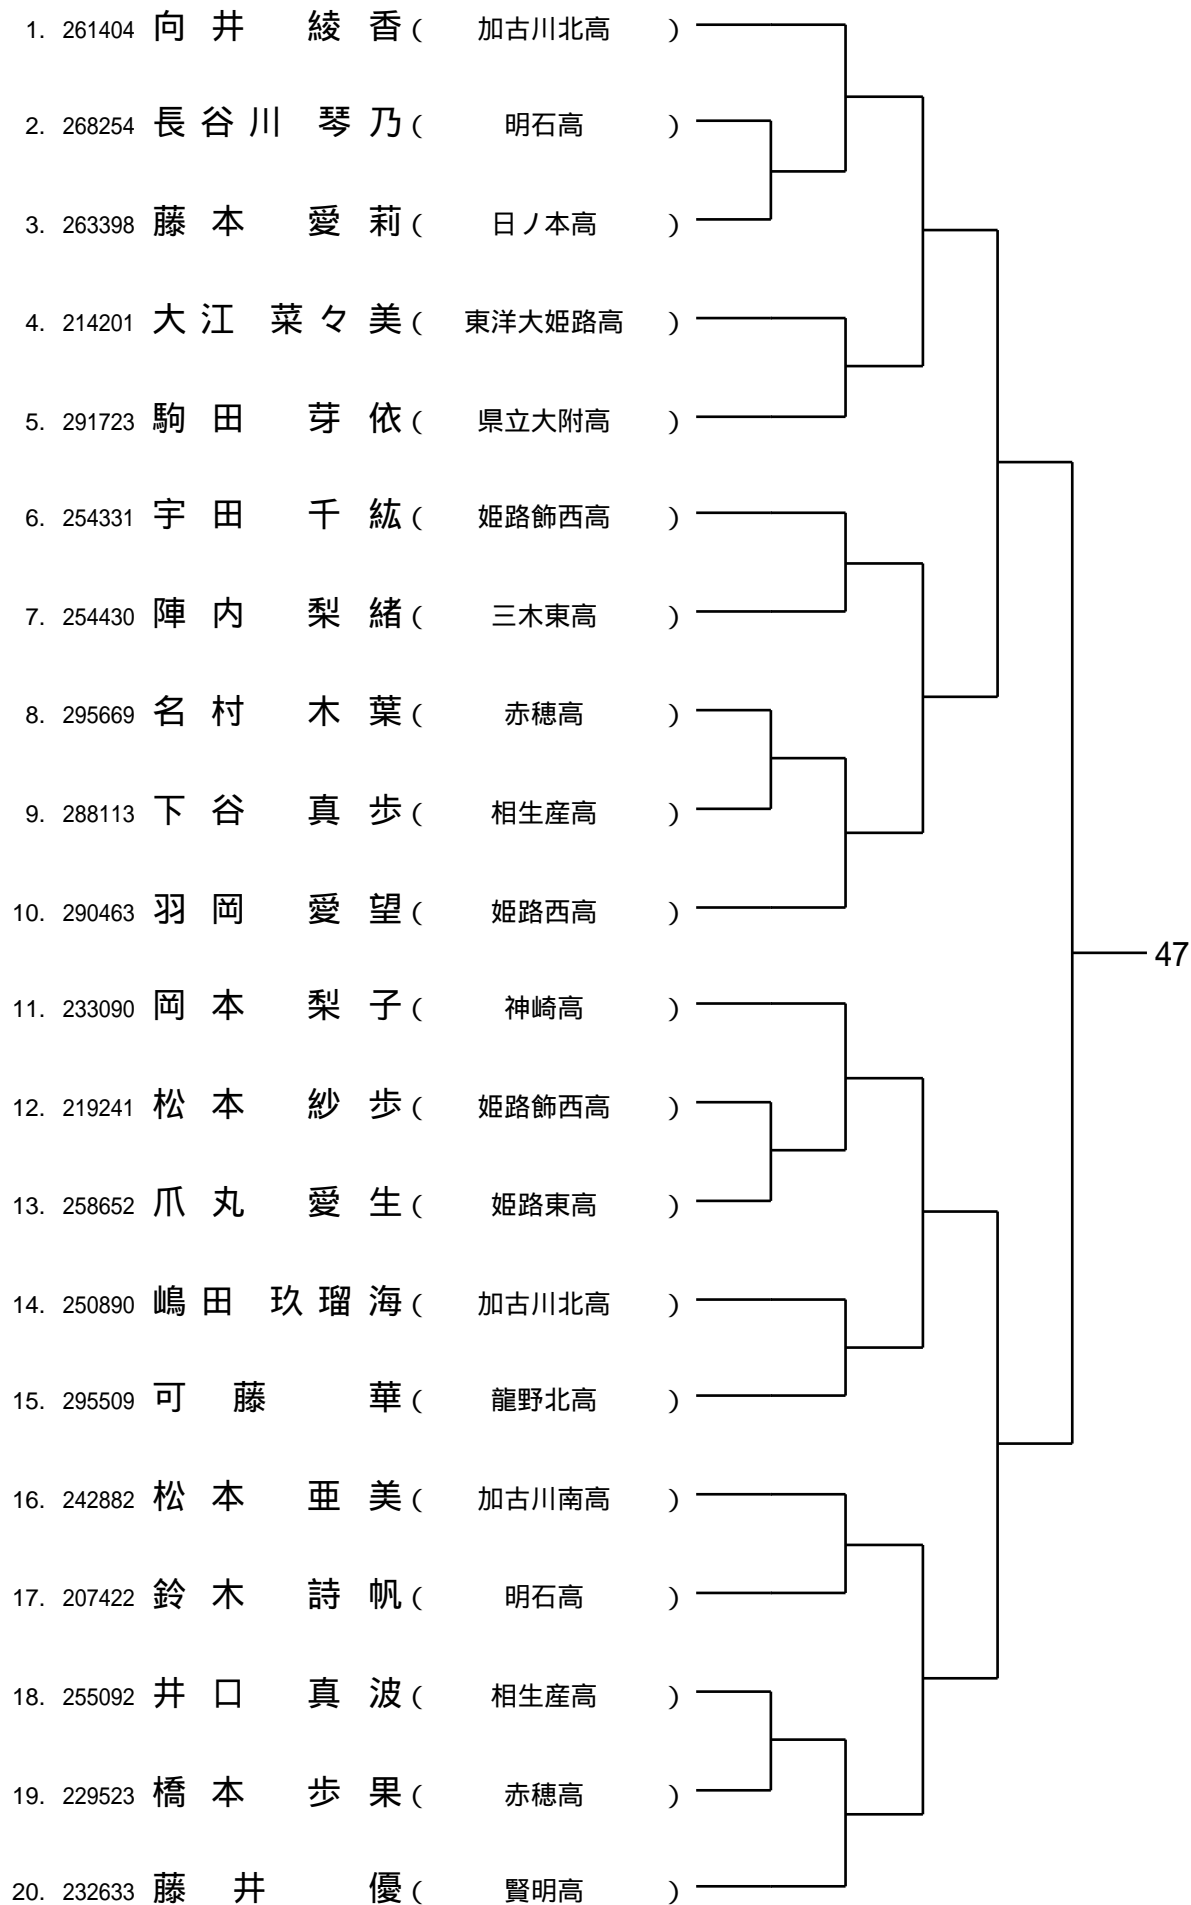 1. 261404 向井 綾香 ( 加古川北高 )
2. 268254 長谷川 琴乃 ( 明石高 )
3. 263398 藤本 愛莉 ( 日ノ本高 )
4. 214201 大江 菜々美 ( 東洋大姫路高 )
5. 291723 駒田 芽依 ( 県立大附高 )
6. 254331 宇田 千紘 ( 姫路飾西高 )
7. 254430 陣内 梨緒 ( 三木東高 )
8. 295669 名村 木葉 ( 赤穂高 )
9. 288113 下谷 真歩 ( 相生産高 )
10. 290463 羽岡 愛望 ( 姫路西高 )
47
11. 233090 岡本 梨子 ( 神崎高 )
12. 219241 松本 紗歩 ( 姫路飾西高 )
13. 258652 爪丸 愛生 ( 姫路東高 )
14. 250890 嶋田 玖瑠海 ( 加古川北高 )
15. 295509 可藤 華 ( 龍野北高 )
16. 242882 松本 亜美 ( 加古川南高 )
17. 207422 鈴木 詩帆 ( 明石高 )
18. 255092 井口 真波 ( 相生産高 )
19. 229523 橋本 歩果 ( 赤穂高 )
20. 232633 藤井 優 ( 賢明高 )